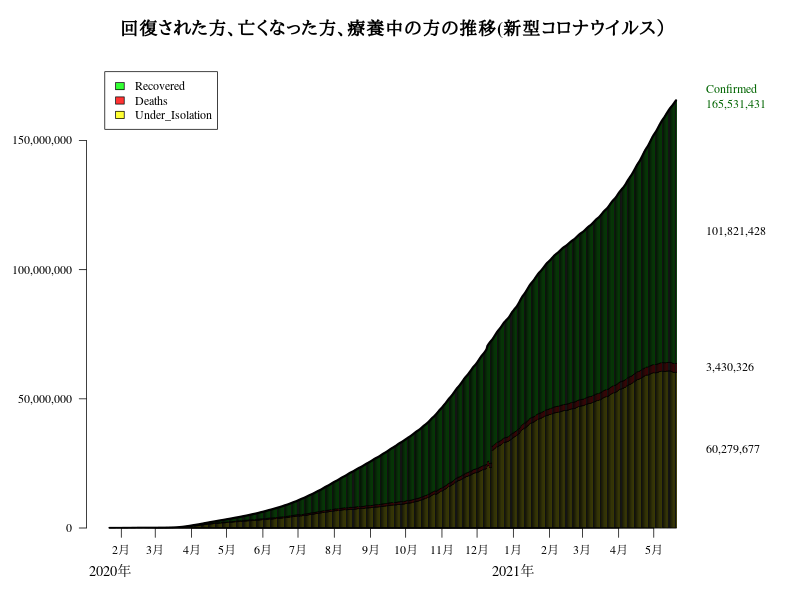 回復された方、亡くなった方、療養中の方の推移(新型コロナウイルス）
Recovered
Deaths
Under_Isolation
Confirmed
165,531,431
150,000,000
101,821,428
100,000,000
50,000,000
3,430,326
60,279,677
0
2月 3月 4月 5月 6月 7月 8月 9月 10月 11月 12月 1月 2月 3月 4月 5月
2020年 2021年